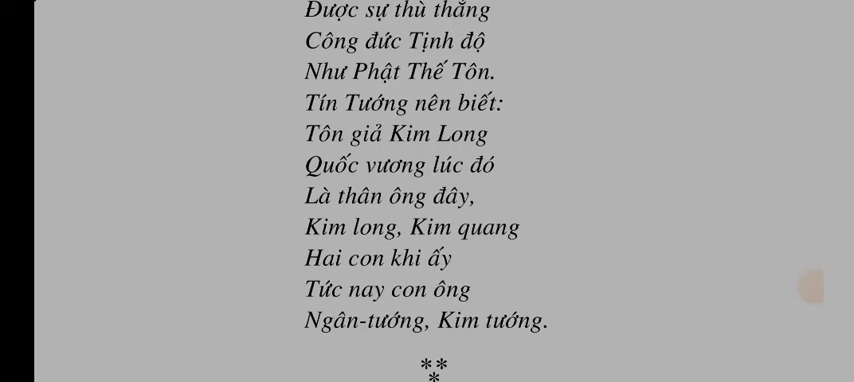 Được sự thù thắng
Công đức Tịnh độ
Như Phật Thế Tôn.
Tín Tướng nên biết:
Tôn giả Kim Long
Quốc vương lúc đó
Là thân ông đây,
Kim long, Kim quang
Hai con khi ấy
Tức nay con ông
Ngân-tướng, Kim tướng.
**
*